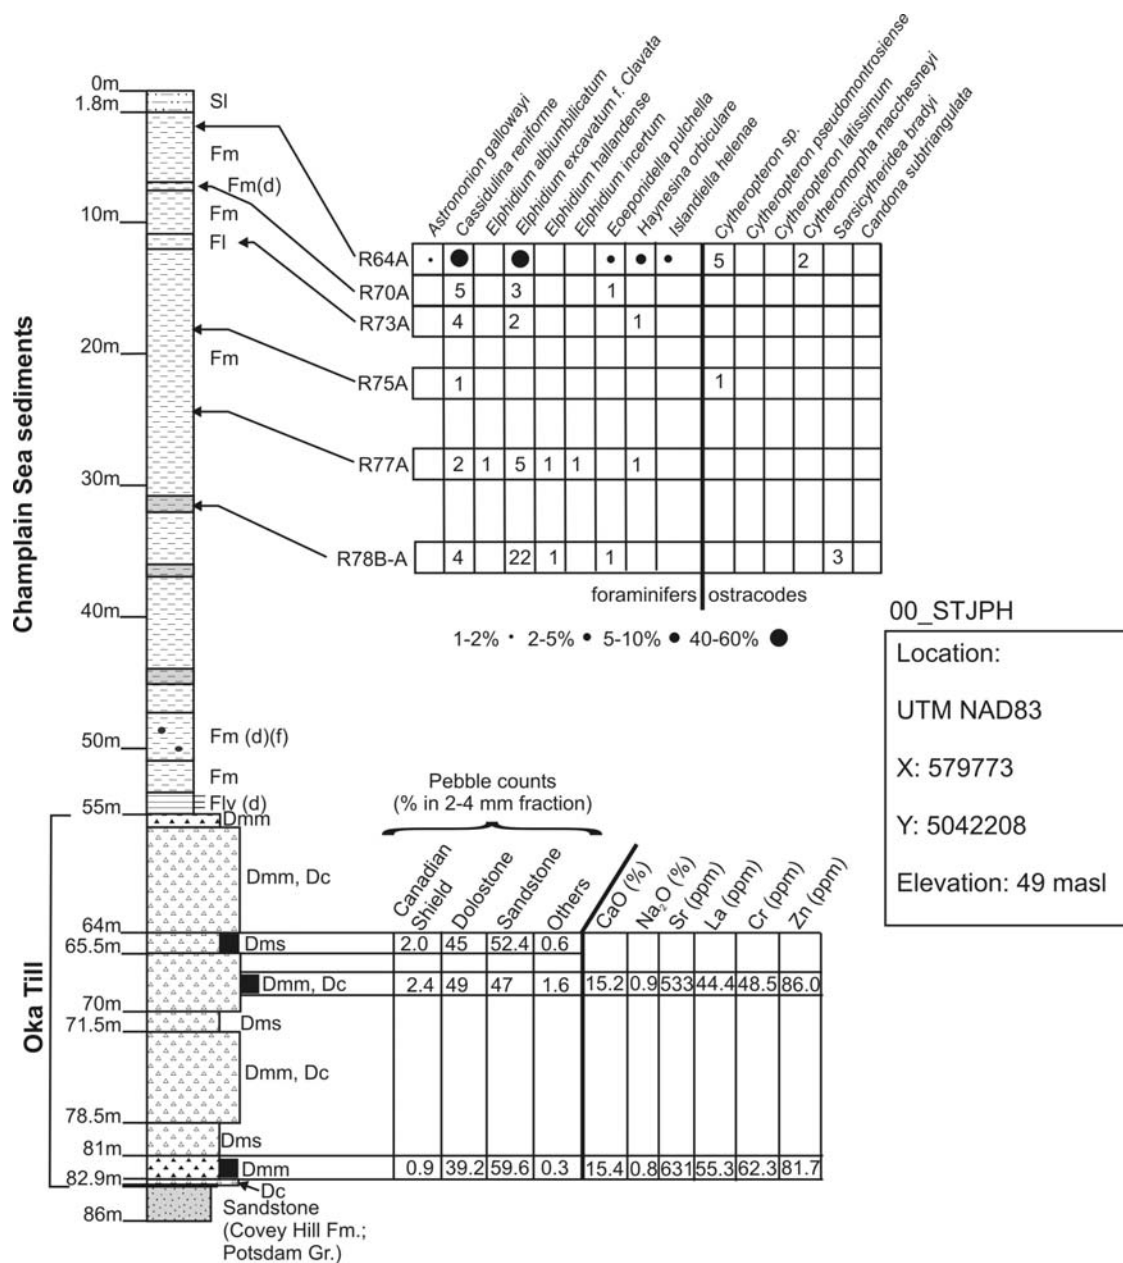 Astrononion gallowayi
Cassidulina reniforme
Elphidium albiumbilicatum
Elphidium excavatum f. Clavata
Elphidium hallandense
Elphidium incertum
Eoeponidella pulchella
Haynesina orbiculare
Islandiella helenae
Cytheropteron sp.
Cytheropteron pseudomontrosiense
Cytheropteron latissimum
Cytheromorpha macchesneyi
Sarsicytheridea bradyi
Candona subtriangulata
0m
1.8m
Sl
Fm
Fm(d)
10m
Fm
Fl
R64A 5 2
R70A 5 3 1
R73A 4 2 1
20m
Fm
R75A 1 1
R77A 2 1 5 1 1 1
30m
R78B-A 4 22 1 1 3
foraminifers ostracodes
1-2% 2-5% 5-10% 40-60%
Champlain Sea sediments
40m
50m
Fm (d)(f)
Fm
Flv (d)
55m
Dmm
00_STJPH
Location:
UTM NAD83
X: 579773
Y: 5042208
Elevation: 49 masl
Pebble counts
(% in 2-4 mm fraction)
Canadian
Shield
Dolostone
Sandstone
Others
CaO (%)
Na₂O (%)
Sr (ppm)
La (ppm)
Cr (ppm)
Zn (ppm)
Oka Till
Dmm, Dc
64m
65.5m
Dms 2.0 45 52.4 0.6
Dmm, Dc 2.4 49 47 1.6 15.2 0.9 533 44.4 48.5 86.0
70m
71.5m
Dms
Dmm, Dc
78.5m
Dms
81m
Dmm 0.9 39.2 59.6 0.3 15.4 0.8 631 55.3 62.3 81.7
82.9m
Dc
86m
Sandstone
(Covey Hill Fm.;
Potsdam Gr.)